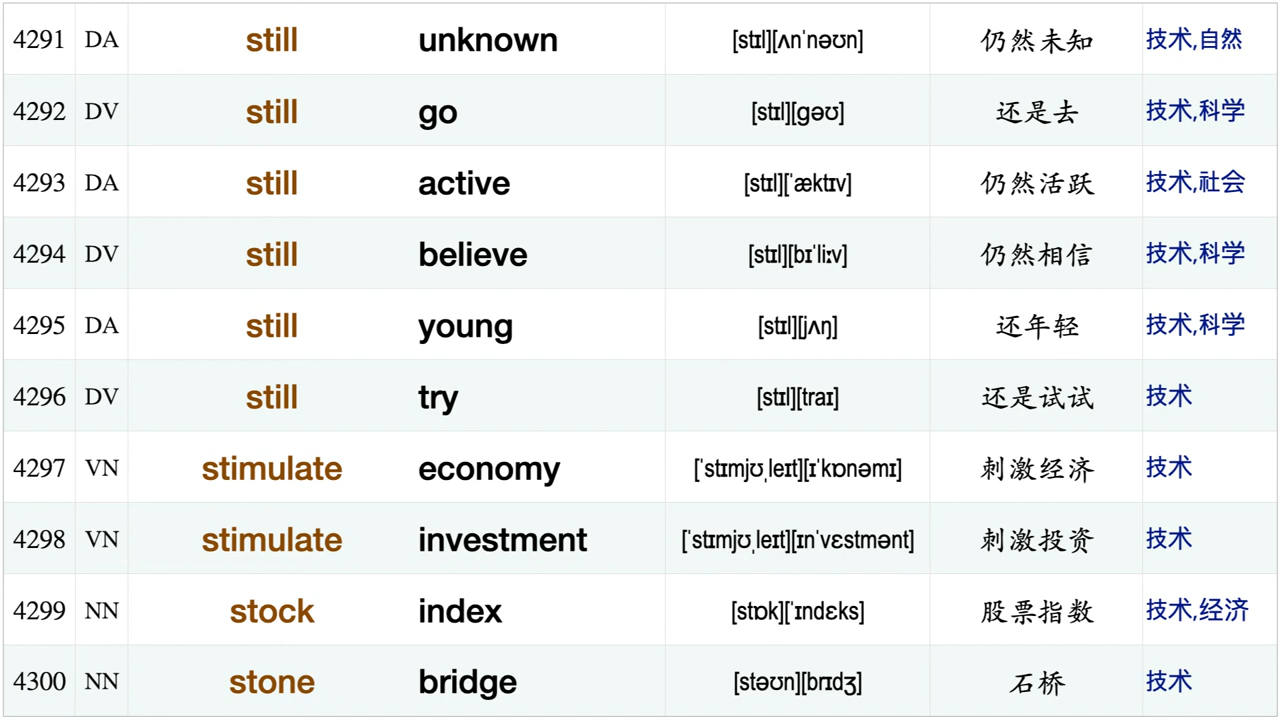 4291 DA still unknown [stɪl][ʌnˈnəʊn] 仍然未知 技术,自然
4292 DV still go [stɪl][gəʊ] 还是去 技术,科学
4293 DA still active [stɪl][ˈæktɪv] 仍然活跃 技术,社会
4294 DV still believe [stɪl][bɪˈliːv] 仍然相信 技术,科学
4295 DA still young [stɪl][jʌŋ] 还年轻 技术,科学
4296 DV still try [stɪl][traɪ] 还是试试 技术
4297 VN stimulate economy [ˈstɪmjʊˌleɪt][ɪˈkɒnəmɪ] 刺激经济 技术
4298 VN stimulate investment [ˈstɪmjʊˌleɪt][ɪnˈvɛstmənt] 刺激投资 技术
4299 NN stock index [stɒk][ˈɪndɛks] 股票指数 技术,经济
4300 NN stone bridge [stəʊn][brɪdʒ] 石桥 技术